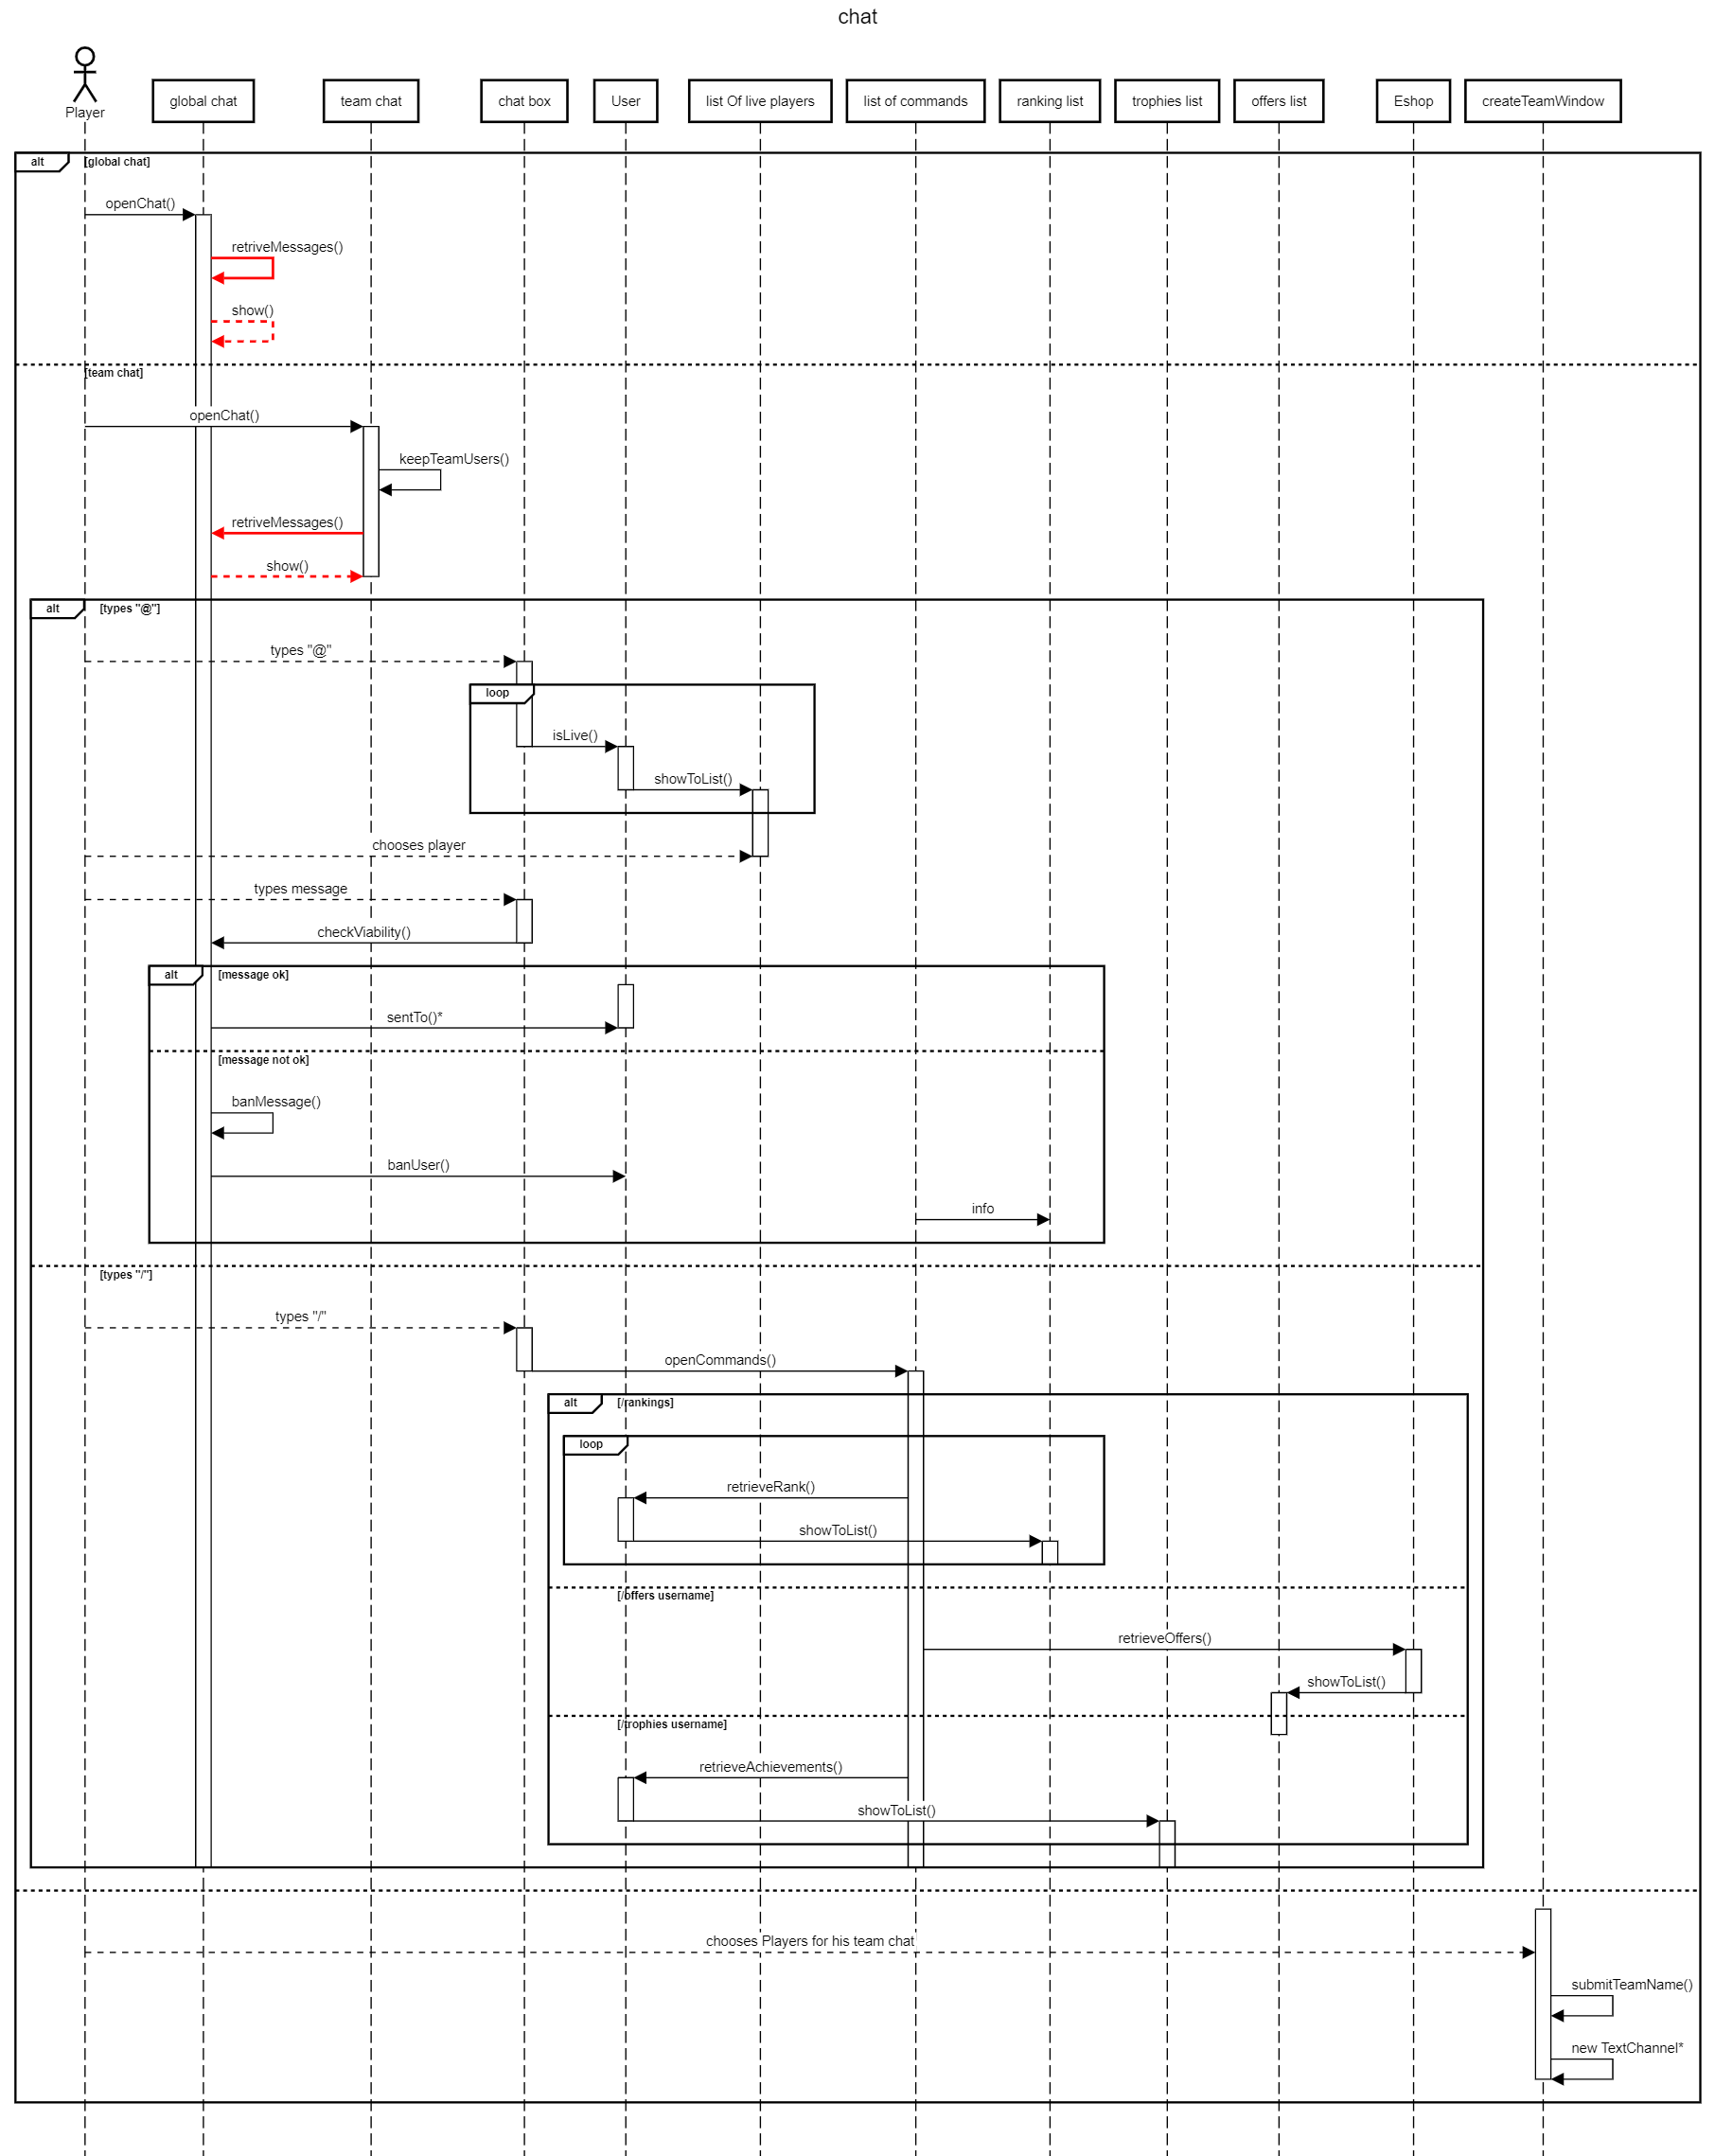 chat
Player
global chat
team chat
chat box
User
list Of live players
list of commands
ranking list
trophies list
offers list
Eshop
createTeamWindow
alt
[global chat]
openChat()
retriveMessages()
show()
[team chat]
openChat()
keepTeamUsers()
retriveMessages()
show()
alt
[types "@"]
types "@"
loop
isLive()
showToList()
chooses player
types message
checkViability()
alt
[message ok]
sentTo()*
[message not ok]
banMessage()
banUser()
info
[types "/"]
types "/"
openCommands()
alt
[/rankings]
loop
retrieveRank()
showToList()
[/offers username]
retrieveOffers()
showToList()
[/trophies username]
retrieveAchievements()
showToList()
chooses Players for his team chat
submitTeamName()
new TextChannel*